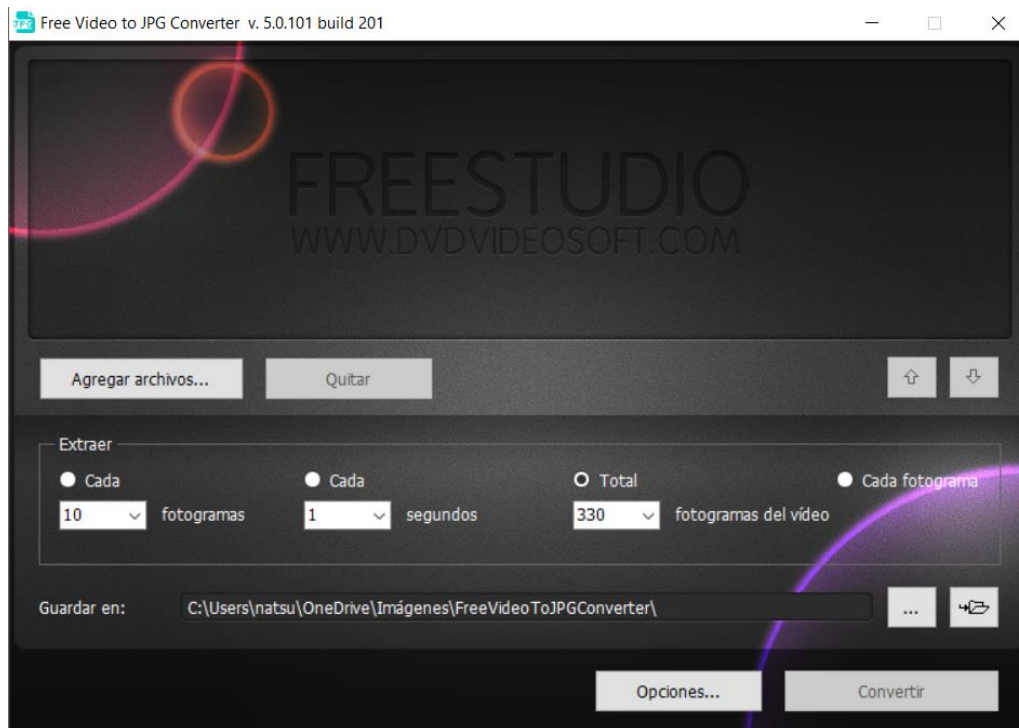 JPG
Free Video to JPG Converter v. 5.0.101 build 201
FREESTUDIO
WWW.DVDVIDEOSOFT.COM
Agregar archivos...
Quitar
Extraer
Cada
Cada
Total
Cada fotograma
10
fotogramas
1
segundos
330
fotogramas del vídeo
Guardar en:
C:\Users\natsu\OneDrive\Imágenes\FreeVideoToJPGConverter\
...
Opciones...
Convertir